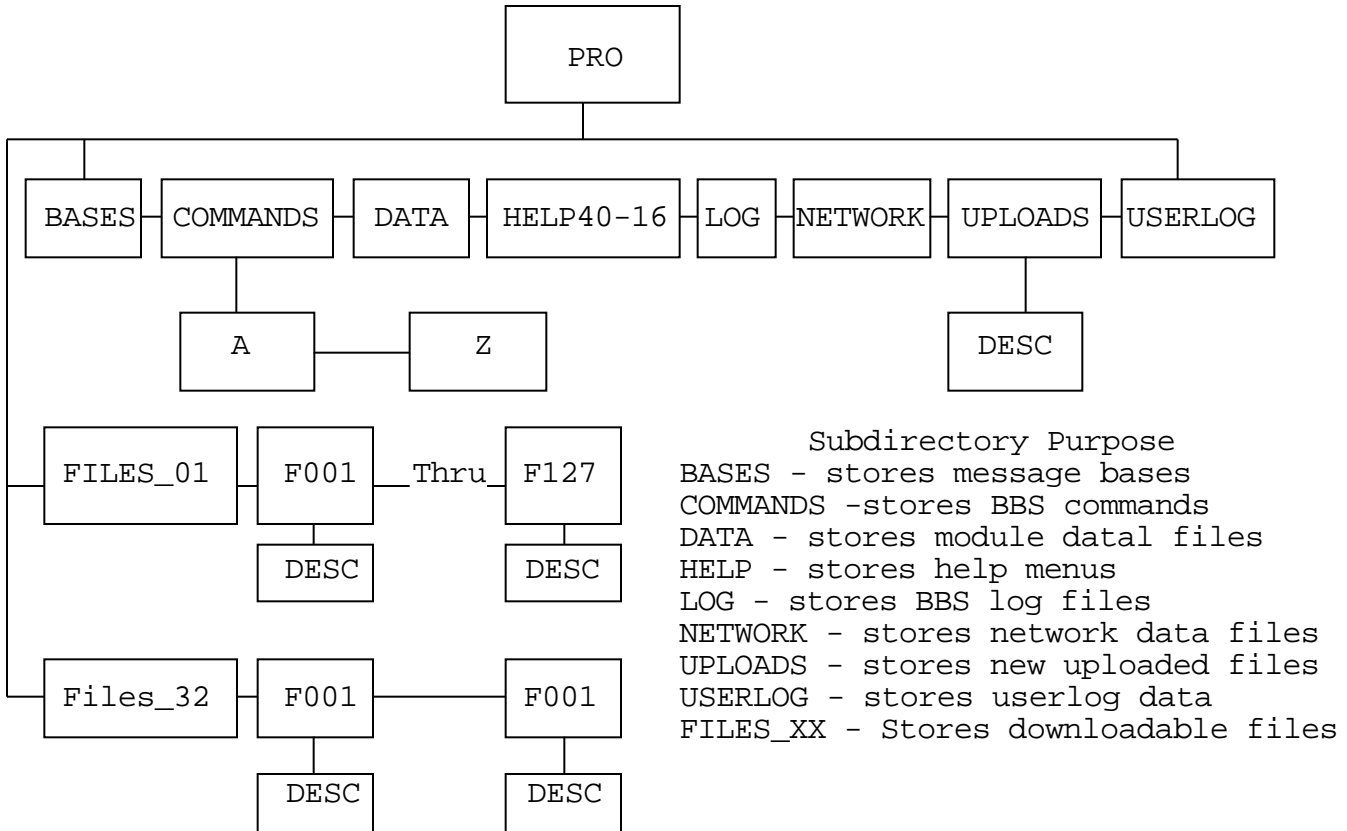 PRO
BASES COMMANDS DATA HELP40-16 LOG NETWORK UPLOADS USERLOG
A Z DESC
FILES_01 F001 Thru F127
DESC DESC
Files_32 F001 F001
DESC DESC
Subdirectory Purpose
BASES - stores message bases
COMMANDS -stores BBS commands
DATA - stores module datal files
HELP - stores help menus
LOG - stores BBS log files
NETWORK - stores network data files
UPLOADS - stores new uploaded files
USERLOG - stores userlog data
FILES_XX - Stores downloadable files